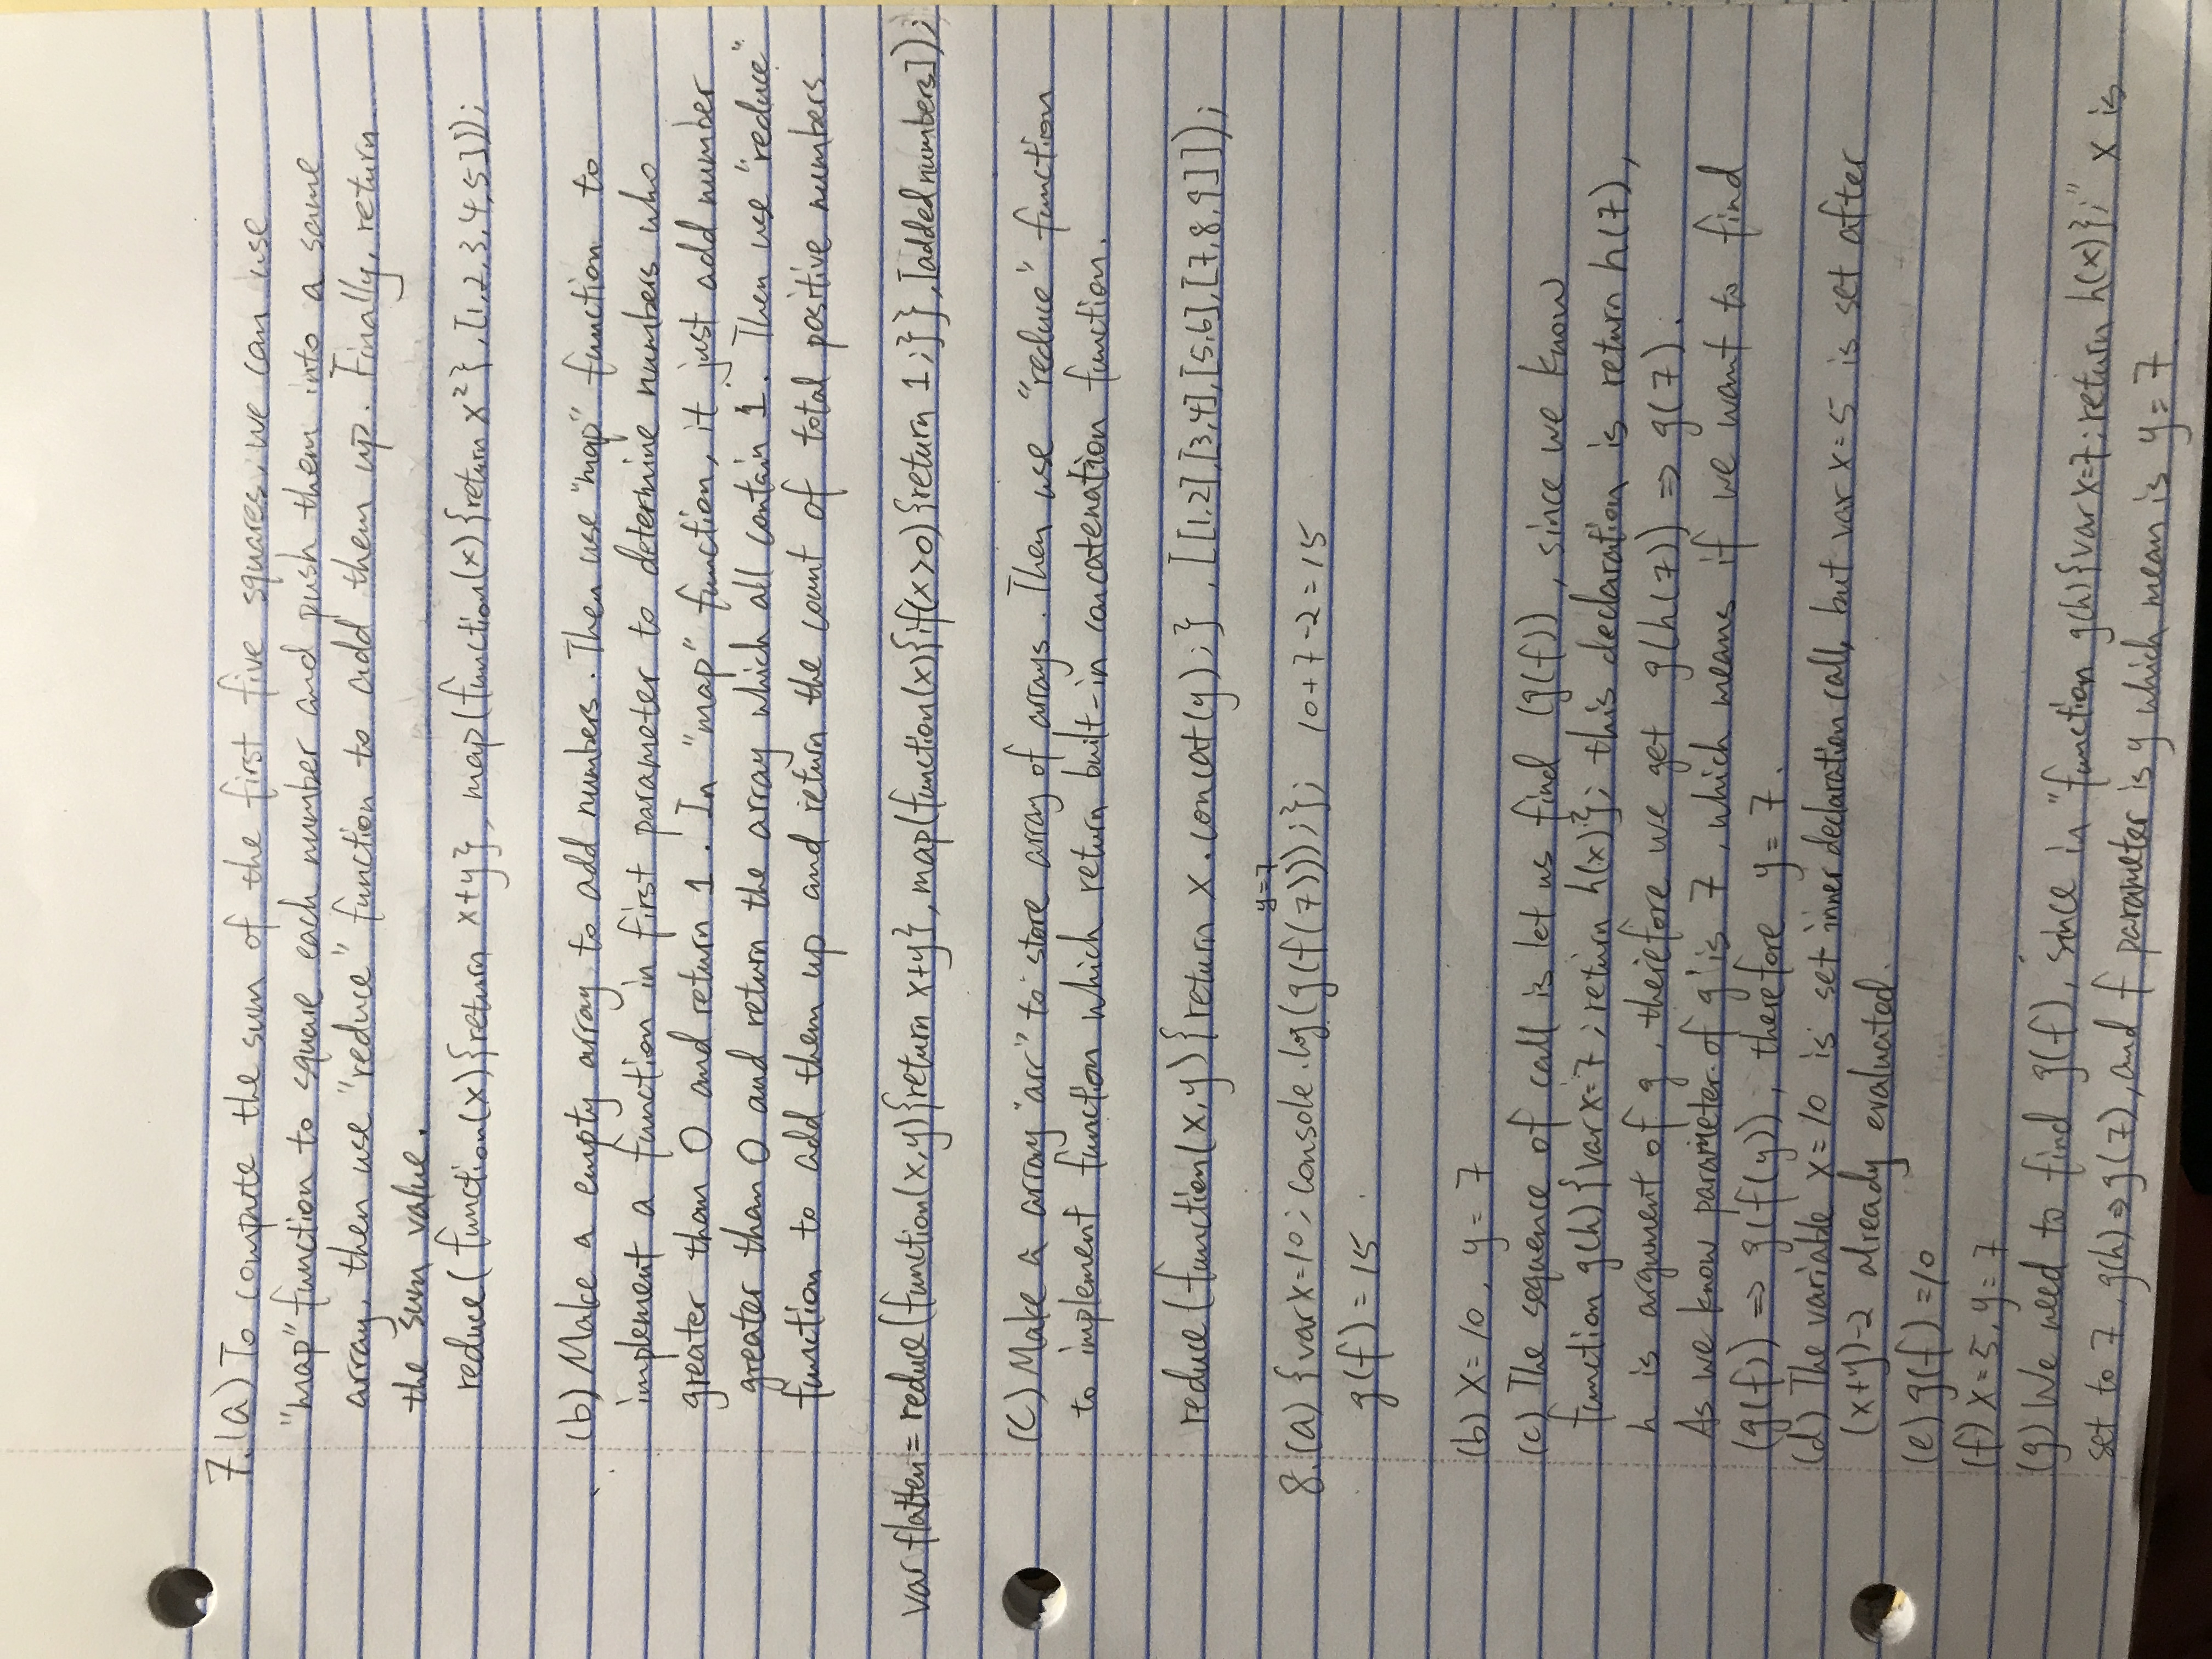 7.(a) To compute the sum of the first five squares, we can use
"map" function to square each number and push them into a same
array, then use "reduce" function to add them up. Finally, return
the sum value.
reduce(function(x){return x+y}, map(function(x){return x²},[1,2,3,4,5]));
(b) Make a empty array to add numbers. Then use "map" function to
implement a function in first parameter to determine numbers who
greater than 0 and return 1. In "map" function, it just add number
greater than 0 and return the array which all contain 1. Then use "reduce"
function to add them up and return the count of total positive numbers.
var flatten = reduce(function(x,y){return x+y}, map(function(x){if(x>0){return 1;}},[added numbers]);
(C) Make a array "arr" to store array of arrays. Then use "reduce" function
to implement function which return built-in concatenation function.
reduce(function(x,y){return x.concat(y);}, [[1,2],[3,4],[5,6],[7,8,9]]);
y=7
8.(a) {var x=10; console.log(g(f(7)));}; 10+7-2=15
g(f)=15.
(b) X=10, y=7
(c) The sequence of call is let us find (g(f)), since we know
function g(h){var x=7; return h(x)}; this declaration is return h(7),
h is argument of g, therefore we get g(h(7)) => g(7).
As we know parameter of g is 7, which means if we want to find
(g(f)) => g(f(y)), therefore y=7.
(d) The variable x=10 is set inner declaration call, but var x=5 is set after
(x+y)-2 already evaluated.
(e) g(f)=10
(f) X=5, y=7
(g) We need to find g(f), since in "function g(h){var x=7; return h(x)};" x is
set to 7, g(h) => g(7), and f parameter is y which mean is y=7